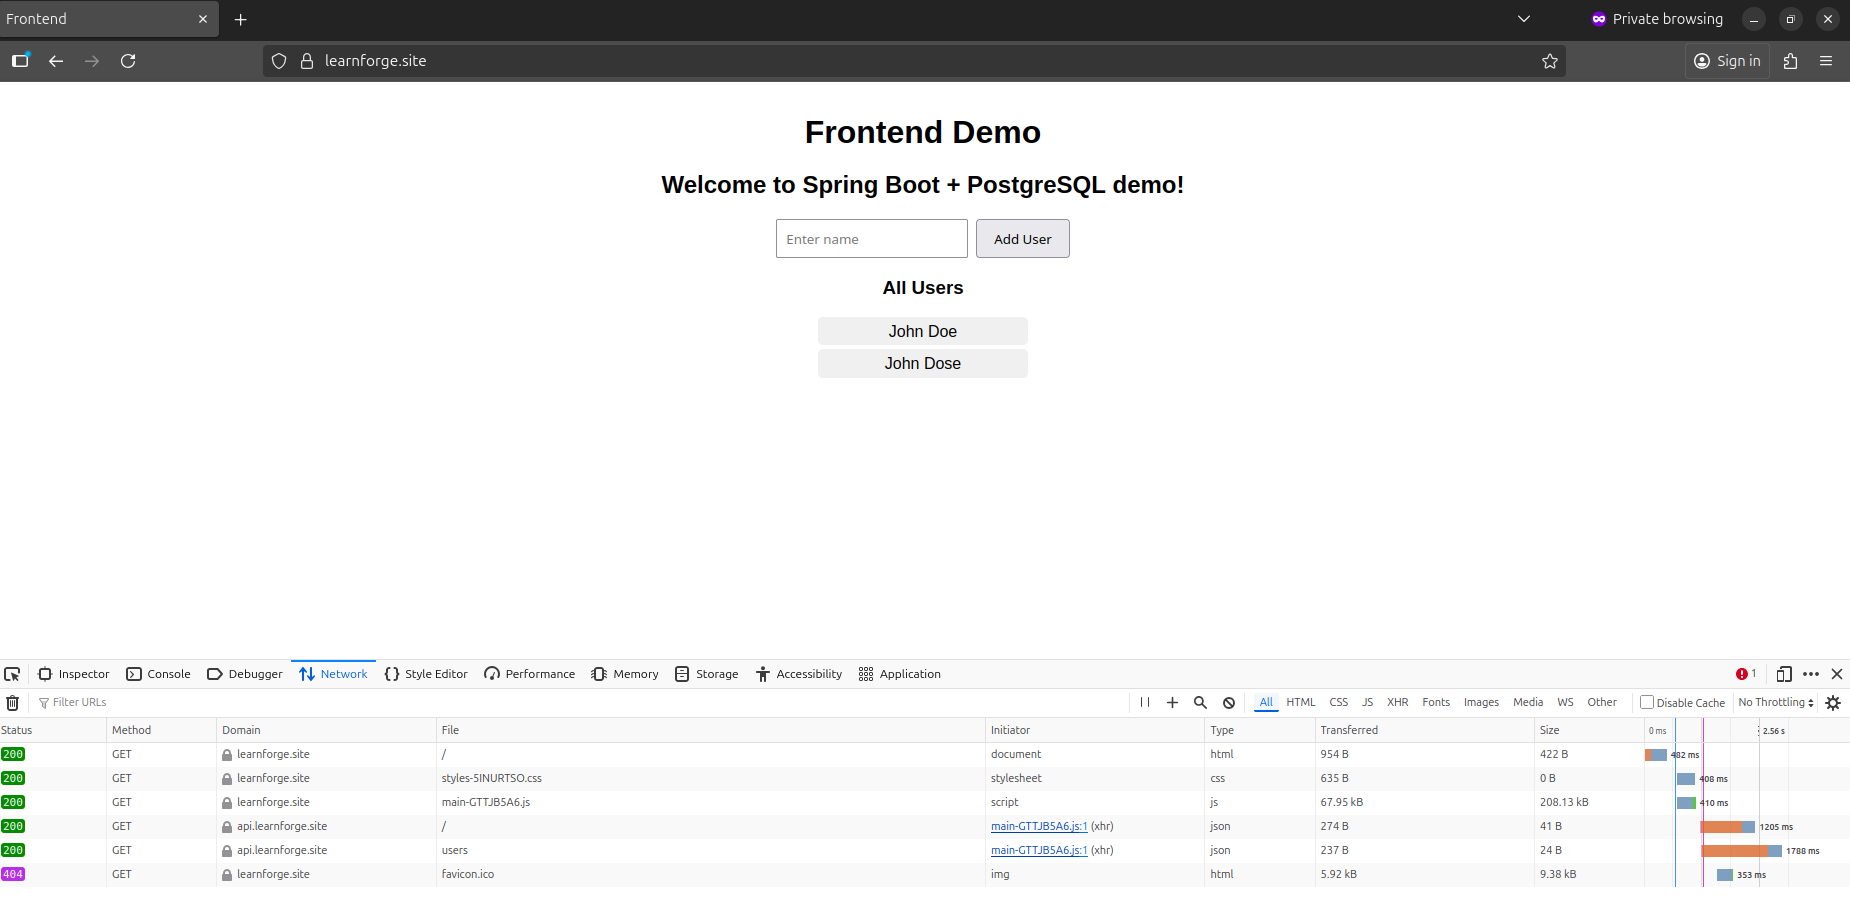 Frontend
Private browsing
learnforge.site
Sign in
Frontend Demo
Welcome to Spring Boot + PostgreSQL demo!
Enter name Add User
All Users
John Doe
John Dose
Inspector Console Debugger Network Style Editor Performance Memory Storage Accessibility Application 1
Filter URLs All HTML CSS JS XHR Fonts Images Media WS Other Disable Cache No Throttling
Status Method Domain File Initiator Type Transferred Size 0 ms 2.56 s
200 GET learnforge.site / document html 954 B 422 B 482 ms
200 GET learnforge.site styles-5INURTSO.css stylesheet css 635 B 0 B 408 ms
200 GET learnforge.site main-GTTJB5A6.js script js 67.95 kB 208.13 kB 410 ms
200 GET api.learnforge.site / main-GTTJB5A6.js:1 (xhr) json 274 B 41 B 1205 ms
200 GET api.learnforge.site users main-GTTJB5A6.js:1 (xhr) json 237 B 24 B 1788 ms
404 GET learnforge.site favicon.ico img html 5.92 kB 9.38 kB 353 ms